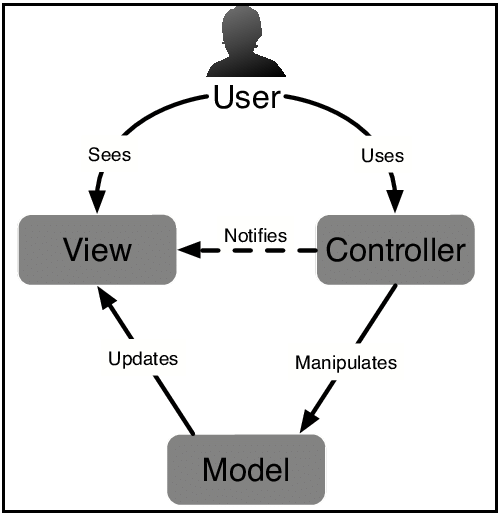 User
Sees
Uses
View
Notifies
Controller
Updates
Manipulates
Model